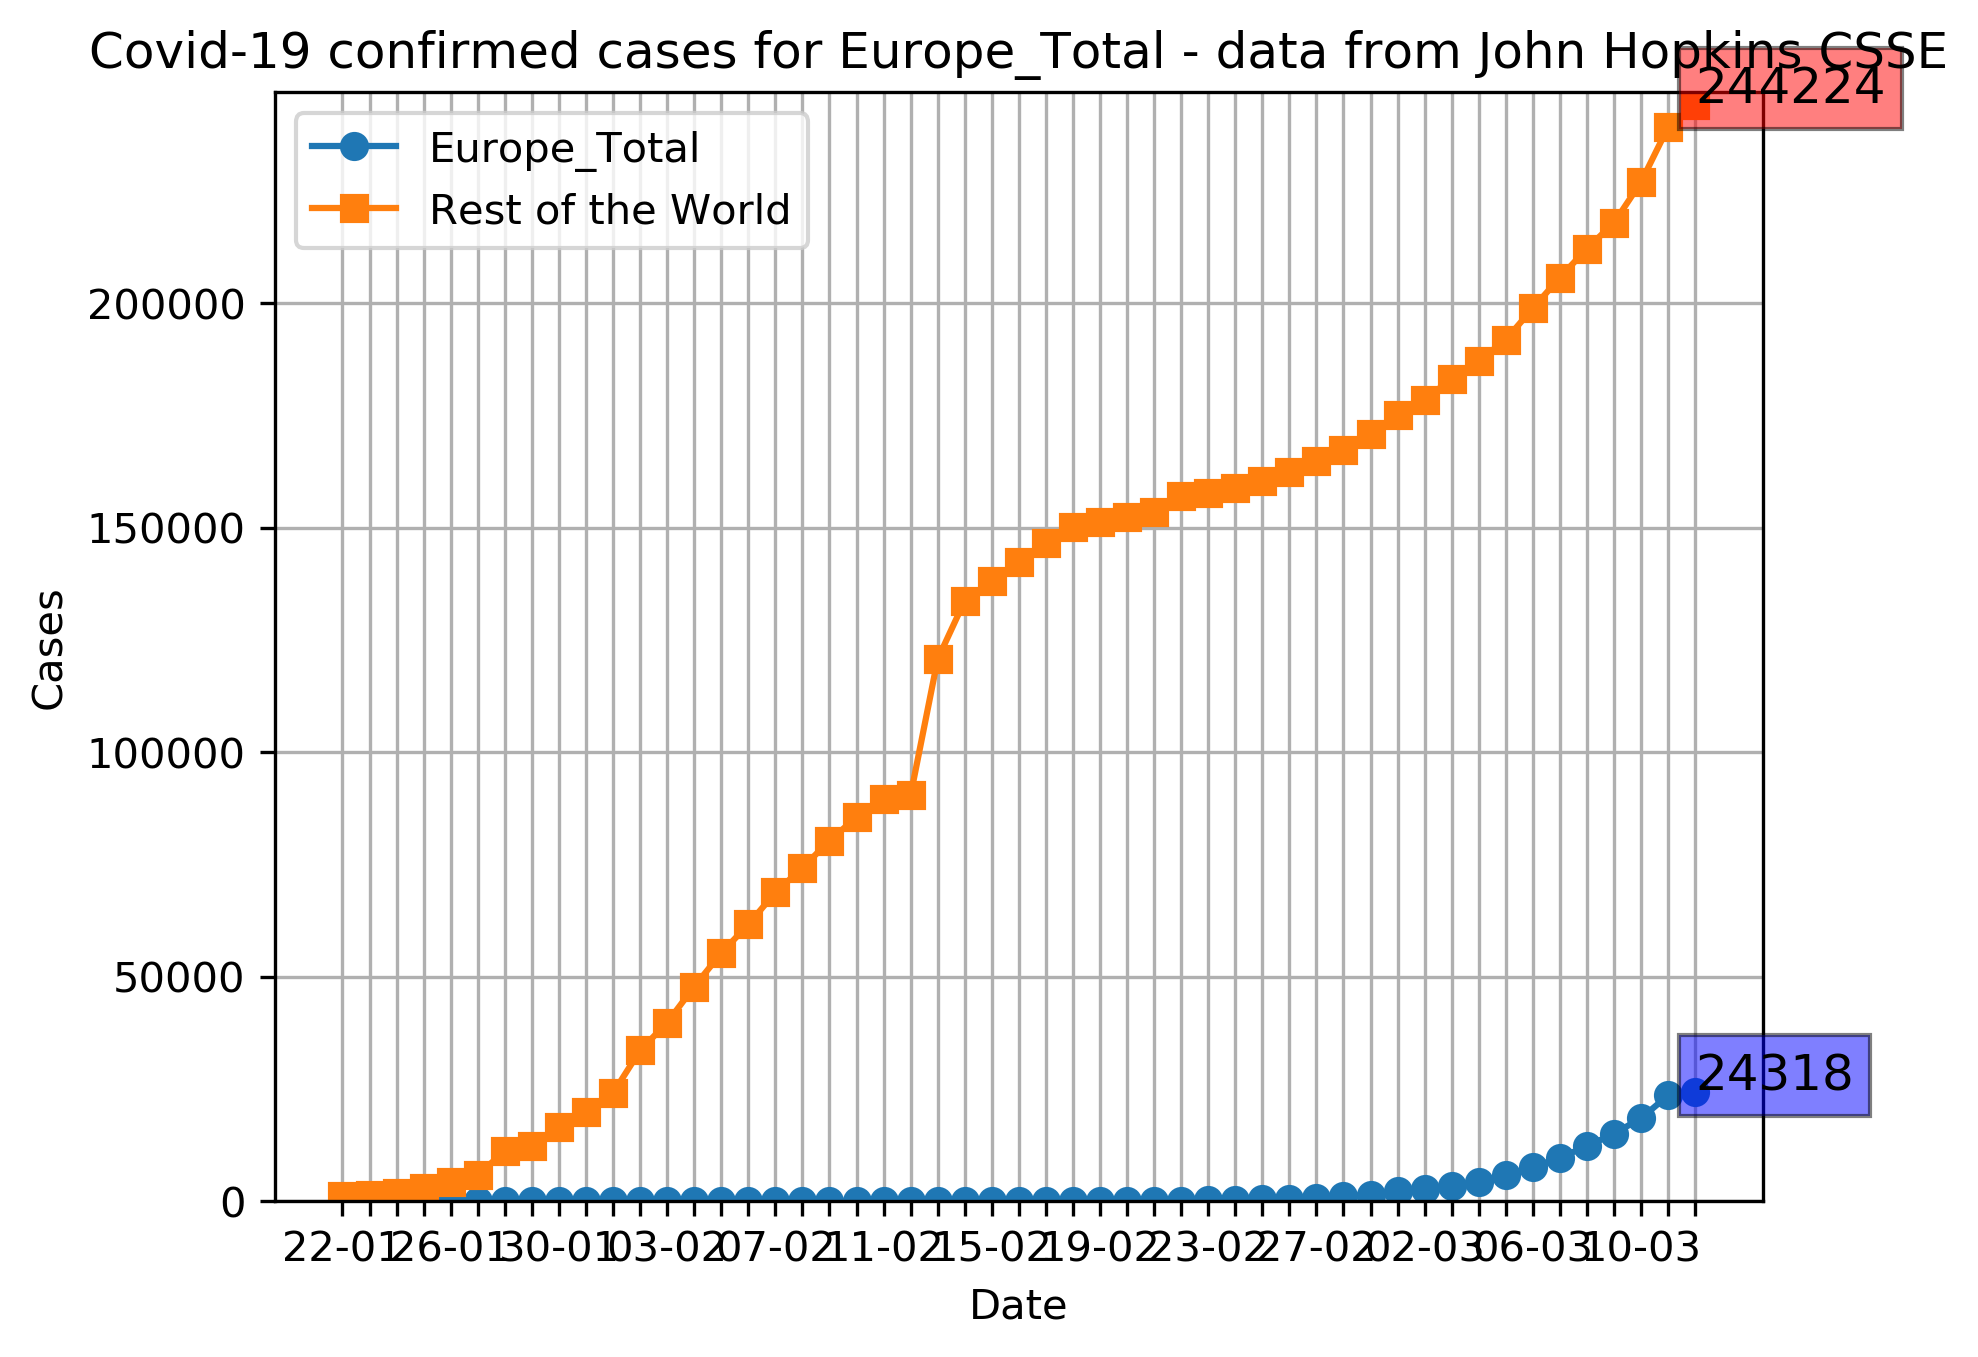 Covid-19 confirmed cases for Europe_Total - data from John Hopkins CSSE
244224
Europe_Total
Rest of the World
200000
150000
100000
50000
0
Cases
24318
22-01 26-01 30-01 03-02 07-02 11-02 15-02 19-02 23-02 27-02 02-03 06-03 10-03
Date